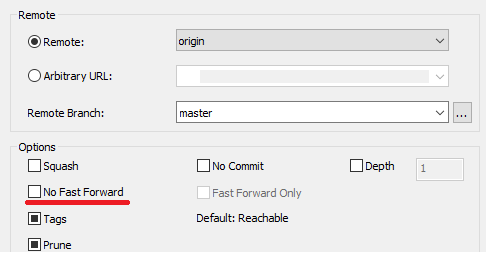 Remote
Remote: origin
Arbitrary URL:
Remote Branch: master ...
Options
Squash No Commit Depth 1
No Fast Forward Fast Forward Only
Tags Default: Reachable
Prune